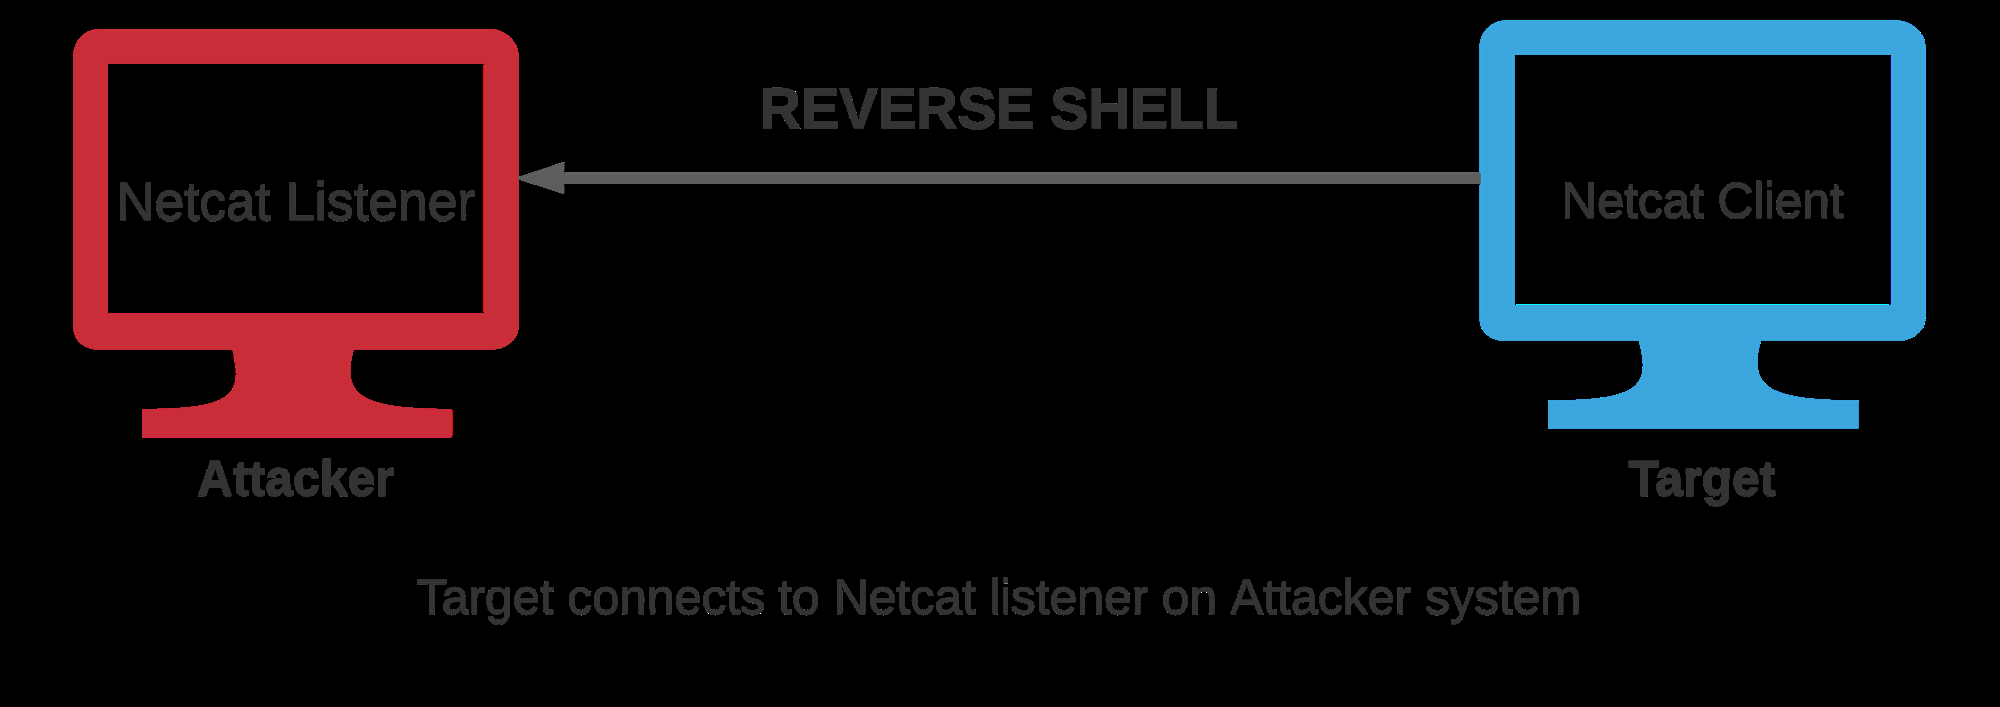 REVERSE SHELL
Netcat Listener
Netcat Client
Attacker
Target
Target connects to Netcat listener on Attacker system